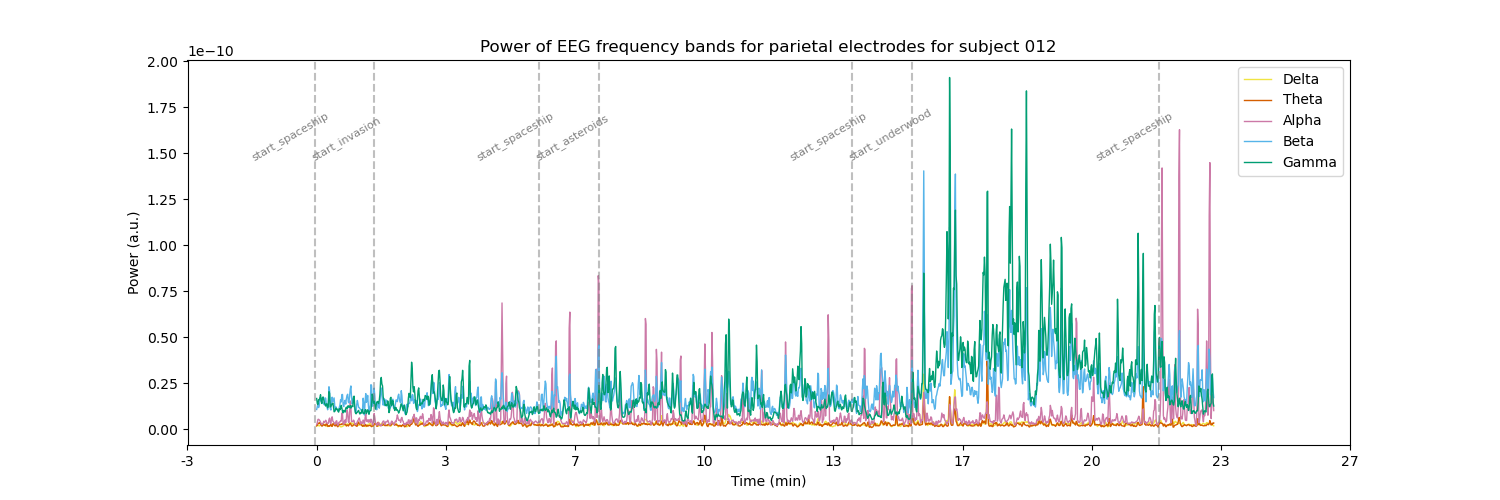 Power of EEG frequency bands for parietal electrodes for subject 012
1e−10
2.00
1.75
1.50
1.25
1.00
0.75
0.50
0.25
0.00
Power (a.u.)
start_spaceship
start_invasion
start_spaceship
start_asteroids
start_spaceship
start_underwood
start_spaceship
Delta
Theta
Alpha
Beta
Gamma
-3 0 3 7 10 13 17 20 23 27
Time (min)